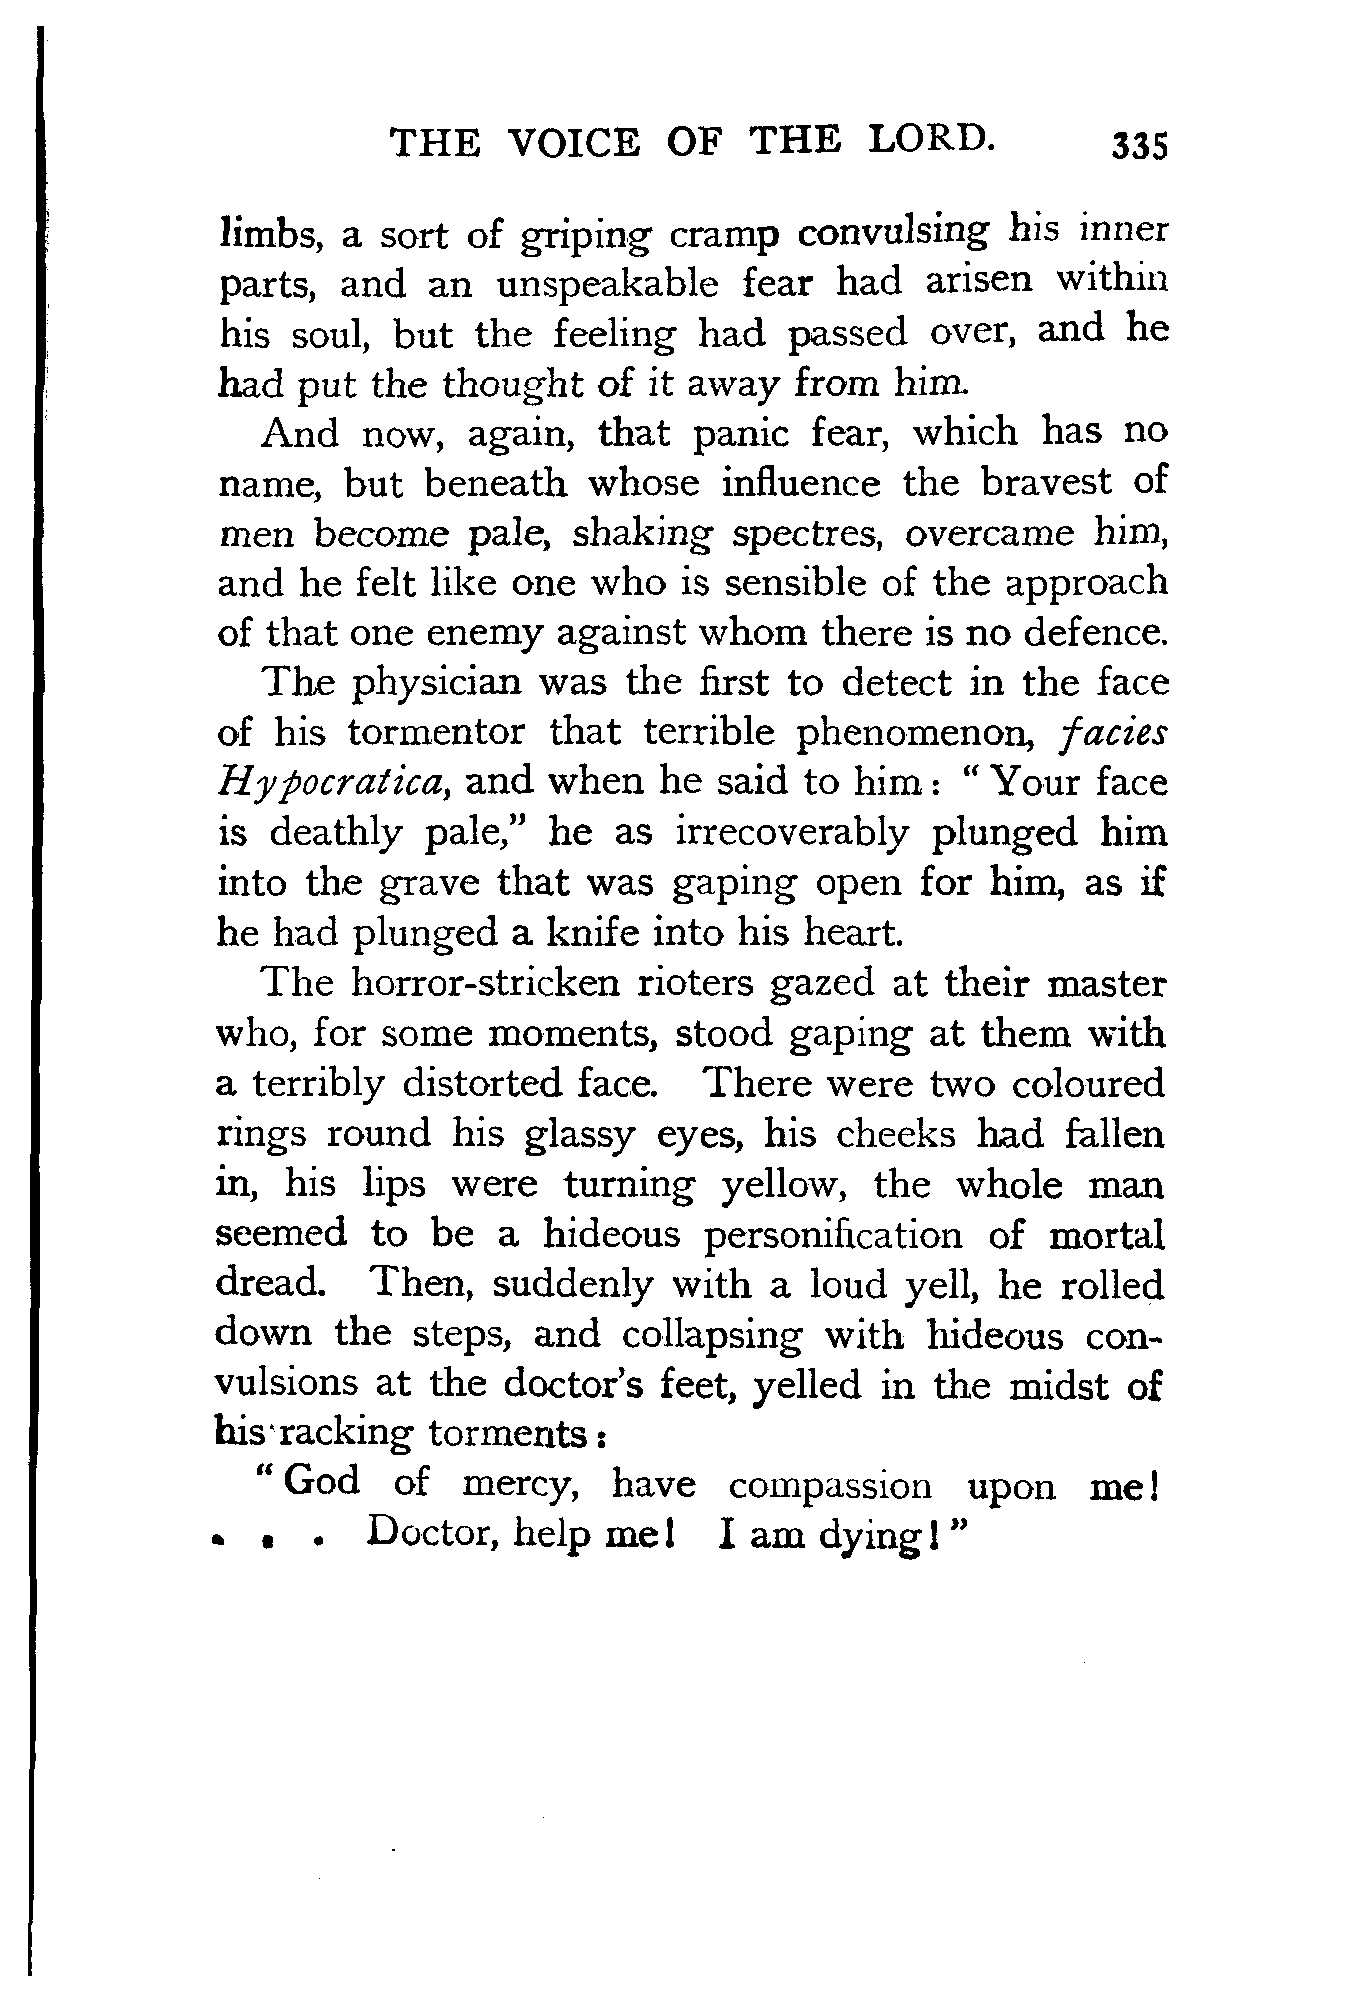 THE VOICE OF THE LORD. 335
limbs, a sort of griping cramp convulsing his inner
parts, and an unspeakable fear had arisen within
his soul, but the feeling had passed over, and he
had put the thought of it away from him.
And now, again, that panic fear, which has no
name, but beneath whose influence the bravest of
men become pale, shaking spectres, overcame him,
and he felt like one who is sensible of the approach
of that one enemy against whom there is no defence.
The physician was the first to detect in the face
of his tormentor that terrible phenomenon, facies
Hypocratica, and when he said to him: “Your face
is deathly pale,” he as irrecoverably plunged him
into the grave that was gaping open for him, as if
he had plunged a knife into his heart.
The horror-stricken rioters gazed at their master
who, for some moments, stood gaping at them with
a terribly distorted face. There were two coloured
rings round his glassy eyes, his cheeks had fallen
in, his lips were turning yellow, the whole man
seemed to be a hideous personification of mortal
dread. Then, suddenly with a loud yell, he rolled
down the steps, and collapsing with hideous con-
vulsions at the doctor’s feet, yelled in the midst of
his racking torments:
“God of mercy, have compassion upon me!
. . . Doctor, help me! I am dying!”